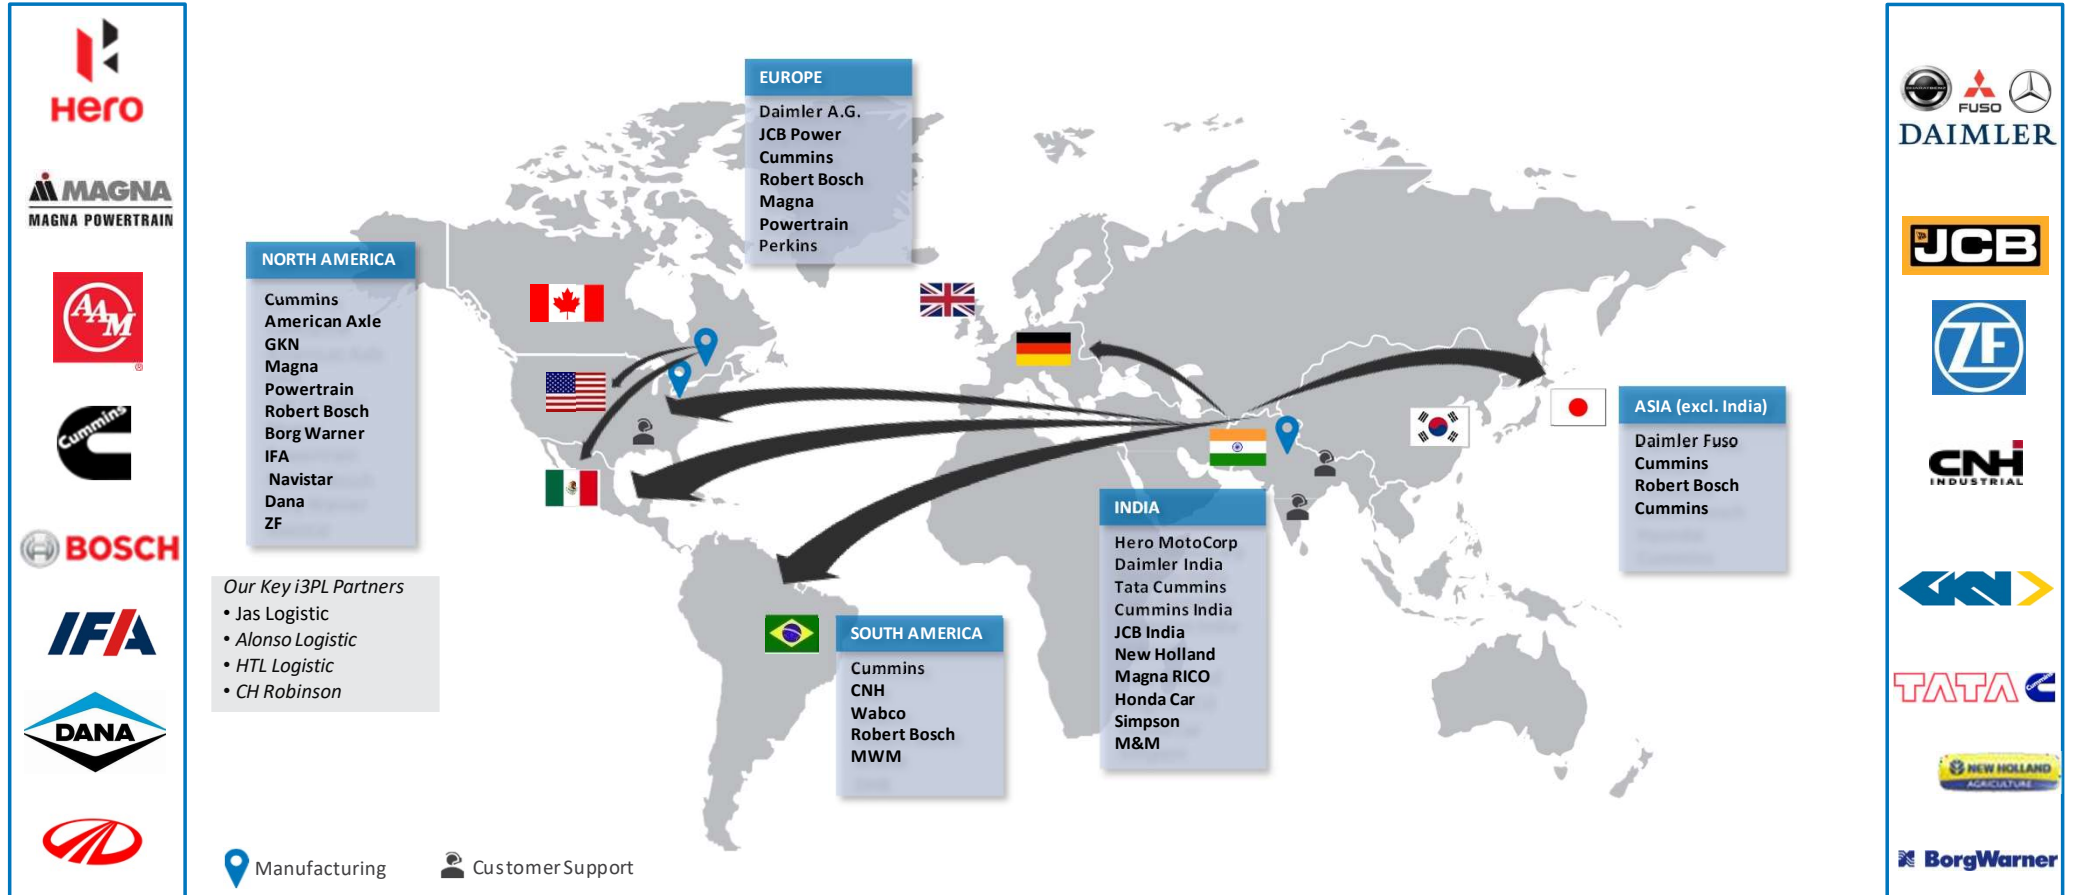 Hero
MAGNA
MAGNA POWERTRAIN
AAM
Cummins
BOSCH
IFA
DANA
NORTH AMERICA
Cummins
American Axle
GKN
Magna
Powertrain
Robert Bosch
Borg Warner
IFA
Navistar
Dana
ZF
Our Key i3PL Partners
• Jas Logistic
• Alonso Logistic
• HTL Logistic
• CH Robinson
EUROPE
Daimler A.G.
JCB Power
Cummins
Robert Bosch
Magna
Powertrain
Perkins
SOUTH AMERICA
Cummins
CNH
Wabco
Robert Bosch
MWM
INDIA
Hero MotoCorp
Daimler India
Tata Cummins
Cummins India
JCB India
New Holland
Magna RICO
Honda Car
Simpson
M&M
ASIA (excl. India)
Daimler Fuso
Cummins
Robert Bosch
Cummins
Manufacturing
Customer Support
FUSO
DAIMLER
JCB
ZF
CNH
INDUSTRIAL
GKN
TATA Cummins
NEW HOLLAND
AGRICULTURE
BorgWarner